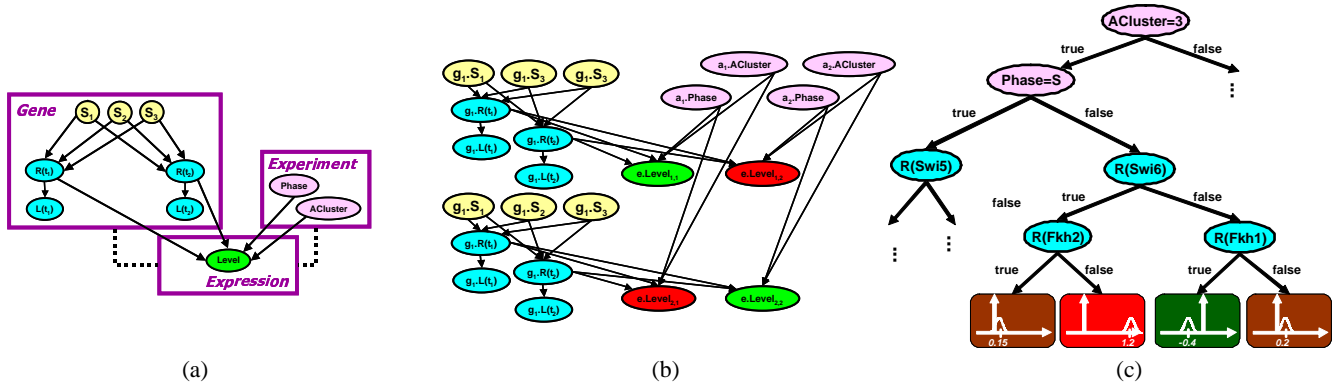 Gene
S1 S2 S3
R(t1) R(t2)
L(t1) L(t2)
Experiment
Phase
ACluster
Level
Expression
(a)
g1.S1 g1.S3 g1.S3
g1.R(t1)
g1.L(t1)
g1.R(t2)
g1.L(t2)
a1.ACluster a2.ACluster
a1.Phase a2.Phase
e.Level1,1 e.Level1,2
g1.S1 g1.S2 g1.S3
g1.R(t1)
g1.L(t1)
g1.R(t2)
g1.L(t2)
e.Level2,1 e.Level2,2
(b)
ACluster=3
true false
Phase=S ...
true false
R(Swi5) R(Swi6)
false true false
... ... R(Fkh2) R(Fkh1)
true false true false
0.15 1.2 -0.4 0.2
(c)